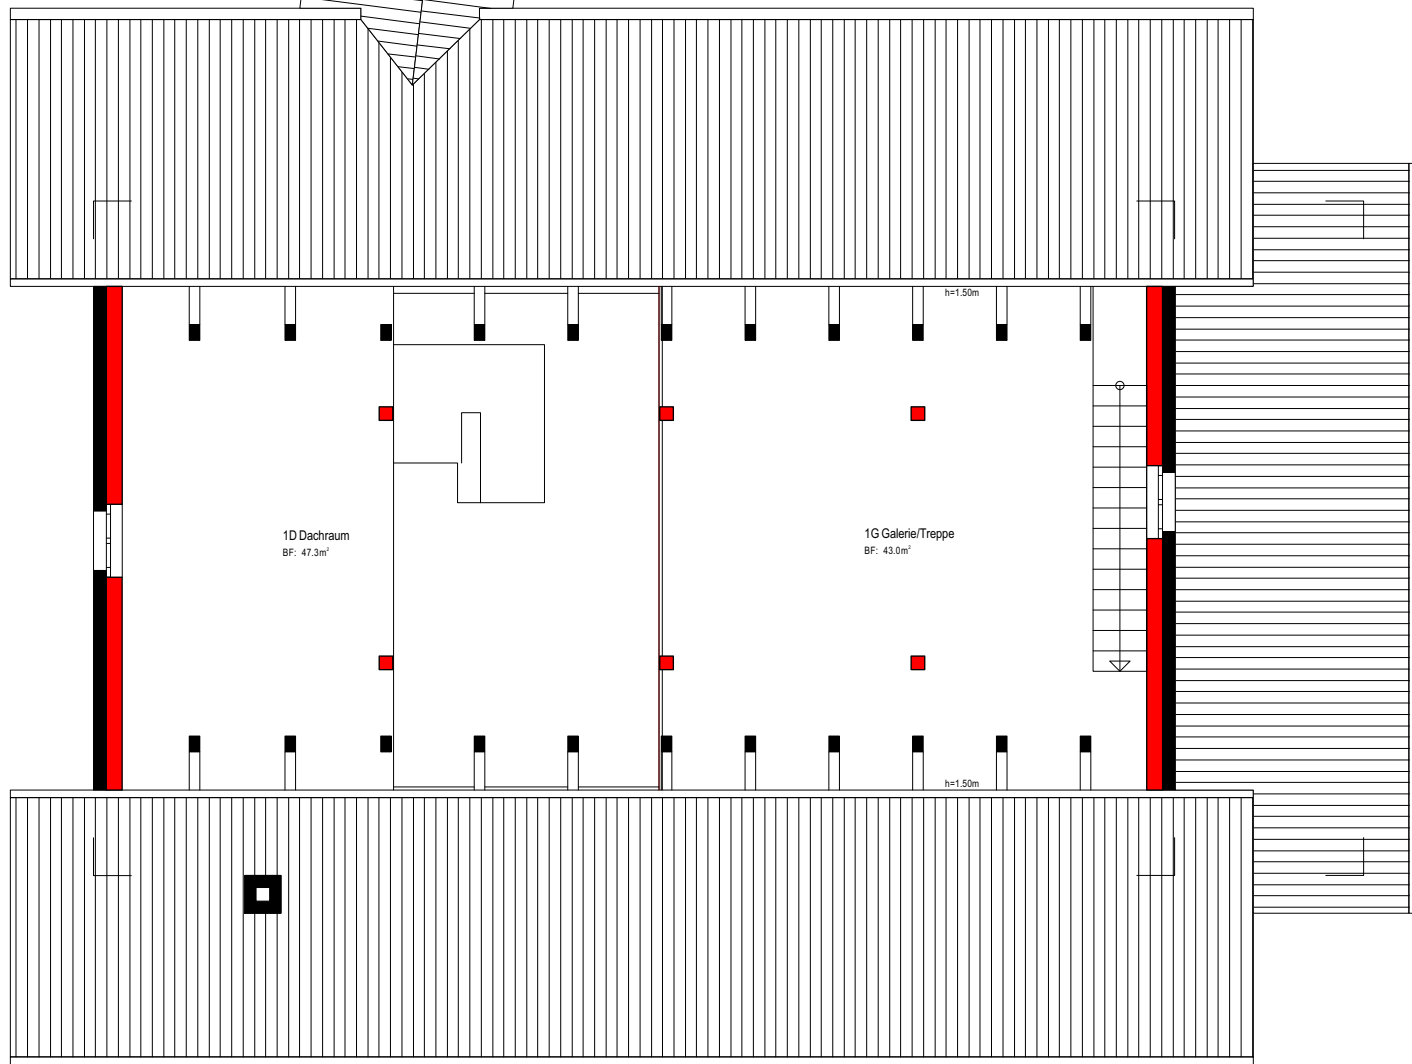 h=1.50m
1D Dachraum
BF: 47.3m²
1G Galerie/Treppe
BF: 43.0m²
h=1.50m